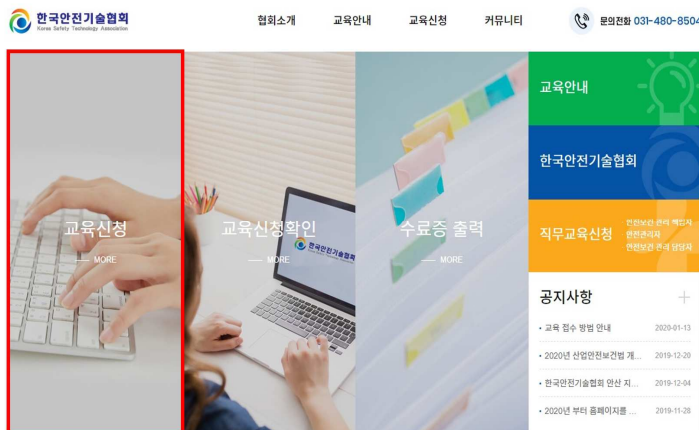 한국안전기술협회
Korea Safety Technology Association
협회소개
교육안내
교육신청
커뮤니티
문의전화 031-480-8504
교육신청
MORE
교육신청확인
MORE
한국안전기술협회
수료증 출력
MORE
교육안내
한국안전기술협회
직무교육신청
안전보건 관리 책임자
안전관리자
안전보건 관리 담당자
공지사항
• 교육 접수 방법 안내 2020-01-13
• 2020년 산업안전보건법 개... 2019-12-20
• 한국안전기술협회 안산 지... 2019-12-04
• 2020년 부터 홈페이지를 ... 2019-11-28